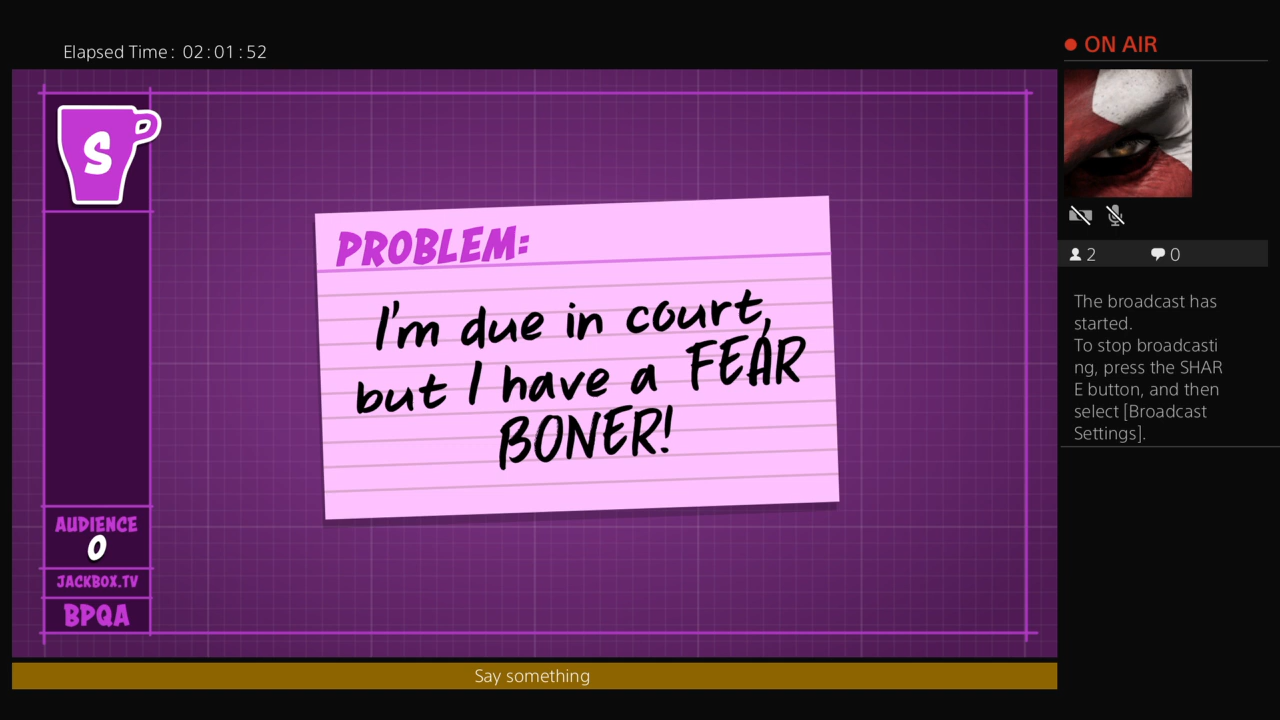 Elapsed Time: 02:01:52
ON AIR
S
PROBLEM:
I'm due in court,
but I have a FEAR
BONER!
2
0
The broadcast has
started.
To stop broadcasti
ng, press the SHAR
E button, and then
select [Broadcast
Settings].
AUDIENCE
0
JACKBOX.TV
BPQA
Say something